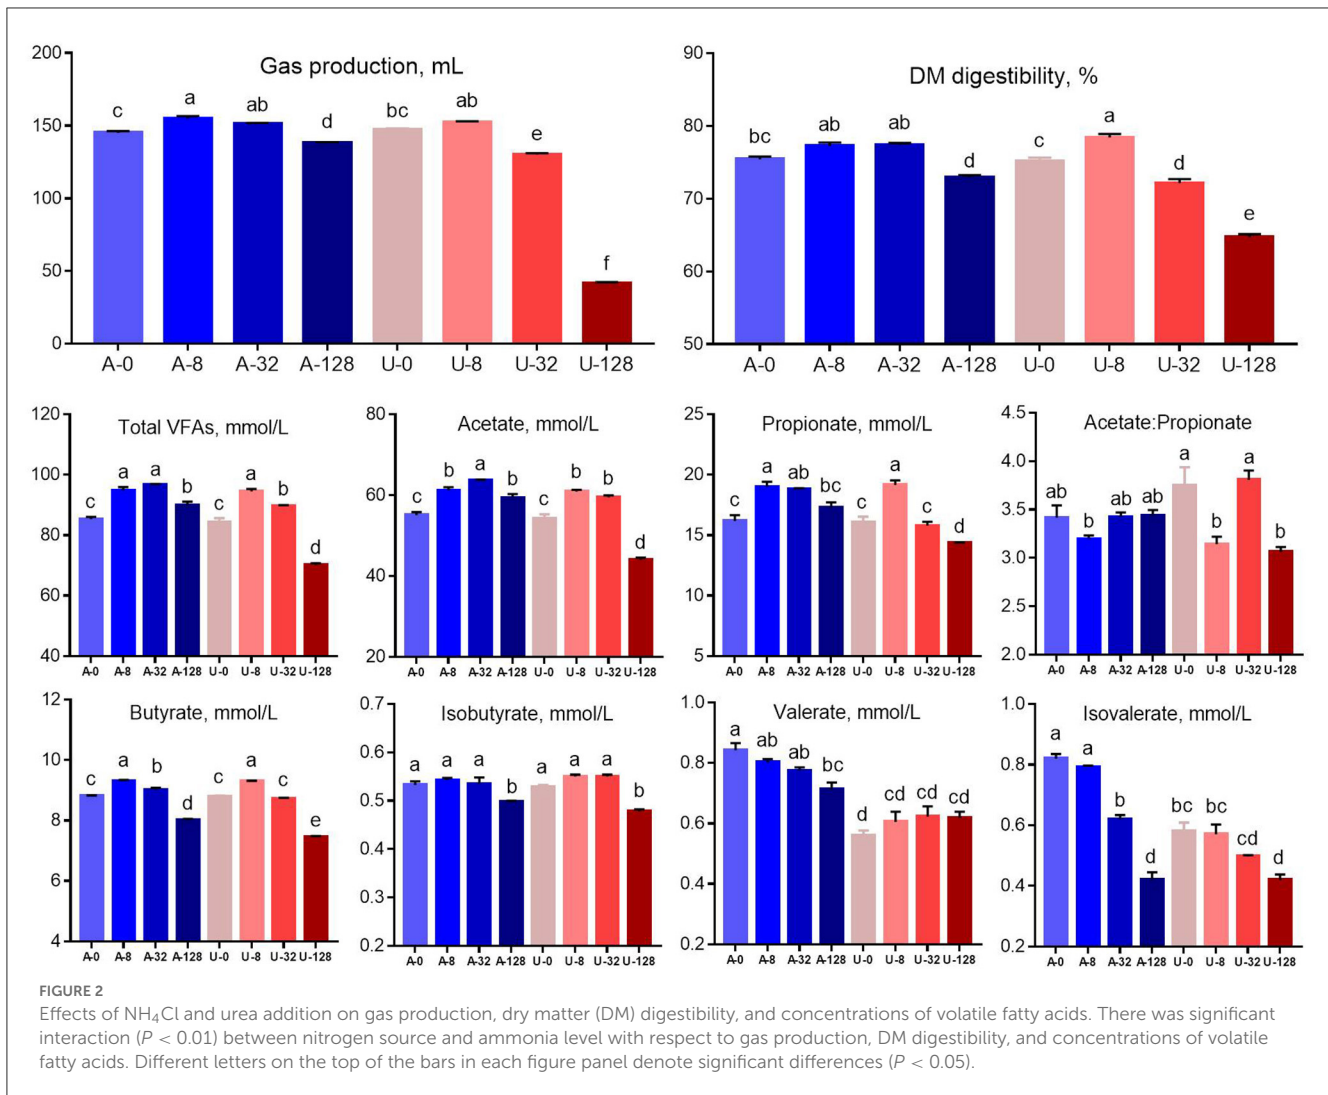 Gas production, mL
200
150
100
50
0
c a ab d bc ab e f
A-0 A-8 A-32 A-128 U-0 U-8 U-32 U-128
DM digestibility, %
90
80
70
60
50
bc ab ab d c a d e
A-0 A-8 A-32 A-128 U-0 U-8 U-32 U-128
Total VFAs, mmol/L
120
100
80
60
40
c a a b c a b d
A-0 A-8 A-32 A-128 U-0 U-8 U-32 U-128
Acetate, mmol/L
80
60
40
20
c b a b c b b d
A-0 A-8 A-32 A-128 U-0 U-8 U-32 U-128
Propionate, mmol/L
25
20
15
10
5
c a ab bc c a c d
A-0 A-8 A-32 A-128 U-0 U-8 U-32 U-128
Acetate:Propionate
4.5
4.0
3.5
3.0
2.5
2.0
ab b ab ab a b a b
A-0 A-8 A-32 A-128 U-0 U-8 U-32 U-128
Butyrate, mmol/L
12
10
8
6
4
c a b d c a c e
A-0 A-8 A-32 A-128 U-0 U-8 U-32 U-128
Isobutyrate, mmol/L
0.7
0.6
0.5
0.4
0.3
0.2
a a a b a a a b
A-0 A-8 A-32 A-128 U-0 U-8 U-32 U-128
Valerate, mmol/L
1.0
0.8
0.6
0.4
0.2
a ab ab bc d cd cd cd
A-0 A-8 A-32 A-128 U-0 U-8 U-32 U-128
Isovalerate, mmol/L
1.0
0.8
0.6
0.4
0.2
a a b d bc bc cd d
A-0 A-8 A-32 A-128 U-0 U-8 U-32 U-128
FIGURE 2
Effects of NH₄Cl and urea addition on gas production, dry matter (DM) digestibility, and concentrations of volatile fatty acids. There was significant
interaction (P < 0.01) between nitrogen source and ammonia level with respect to gas production, DM digestibility, and concentrations of volatile
fatty acids. Different letters on the top of the bars in each figure panel denote significant differences (P < 0.05).